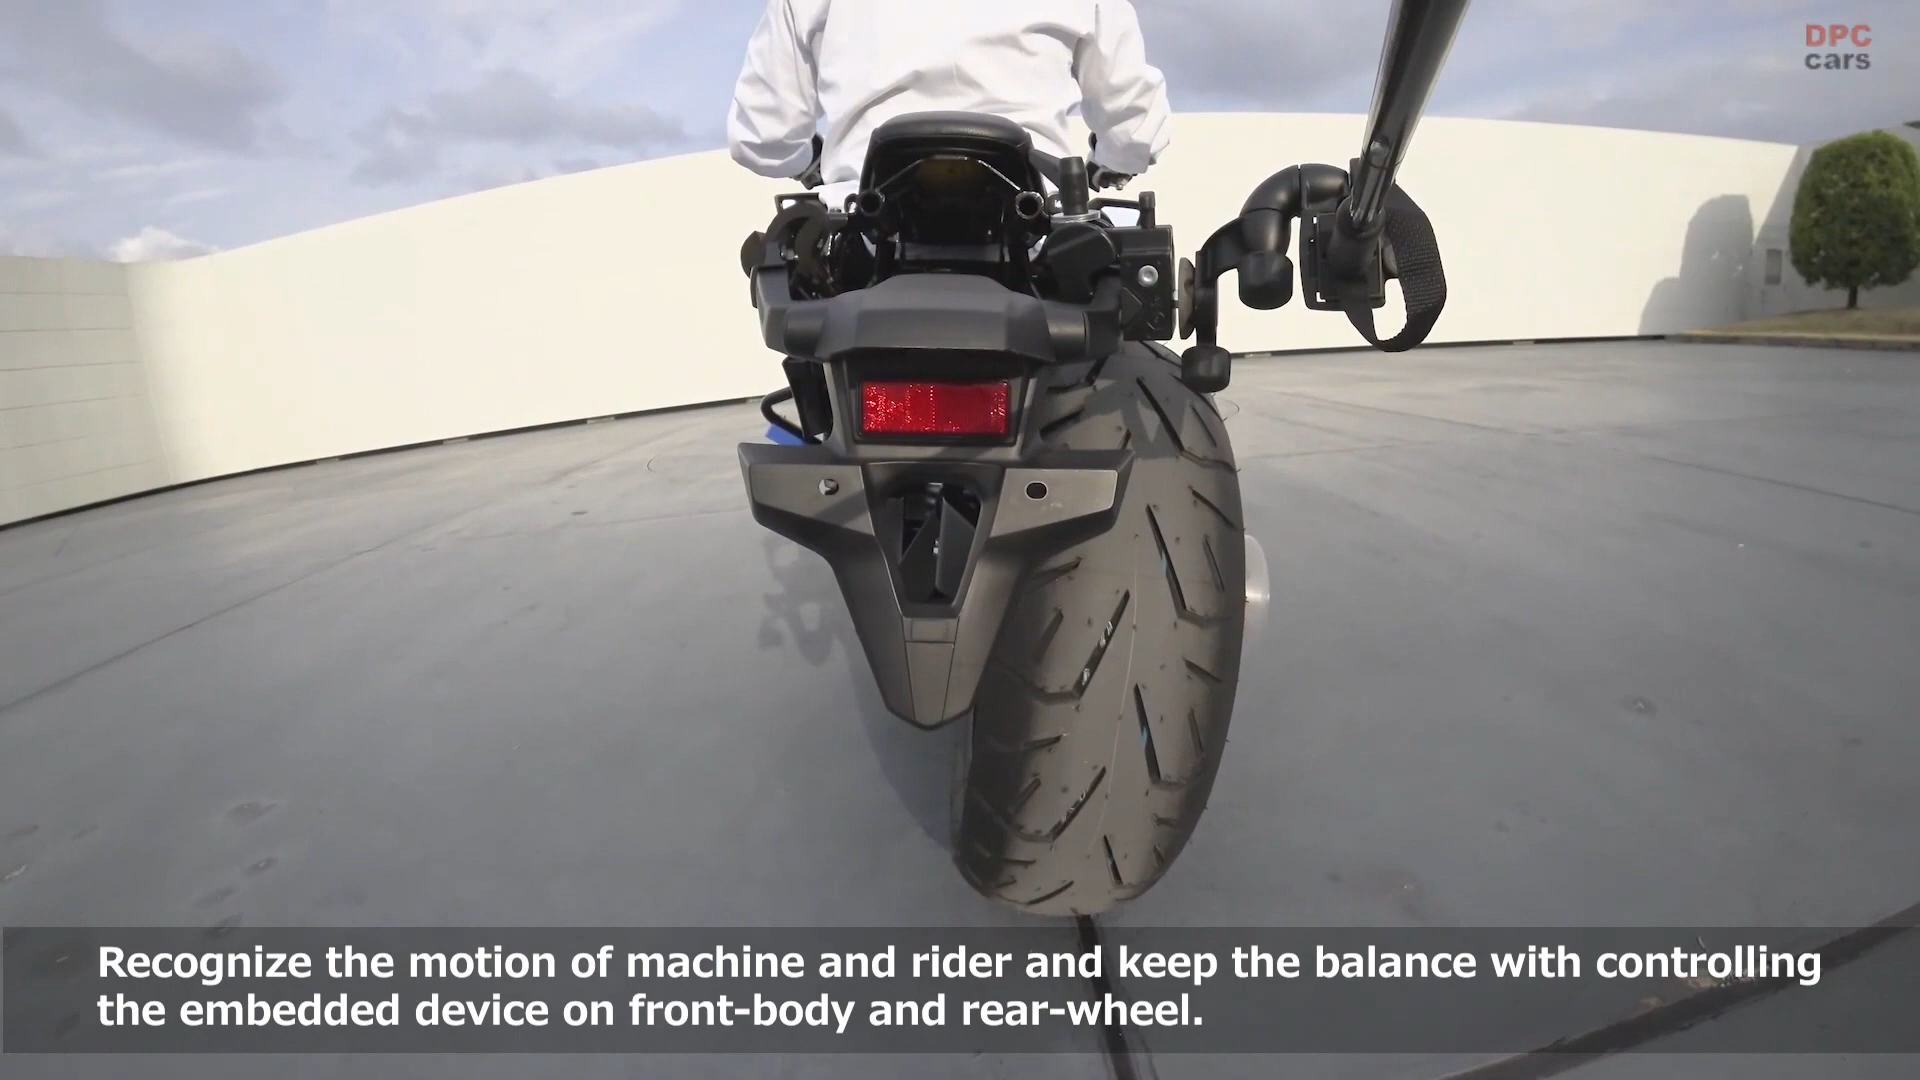 DPC
cars
Recognize the motion of machine and rider and keep the balance with controlling
the embedded device on front-body and rear-wheel.